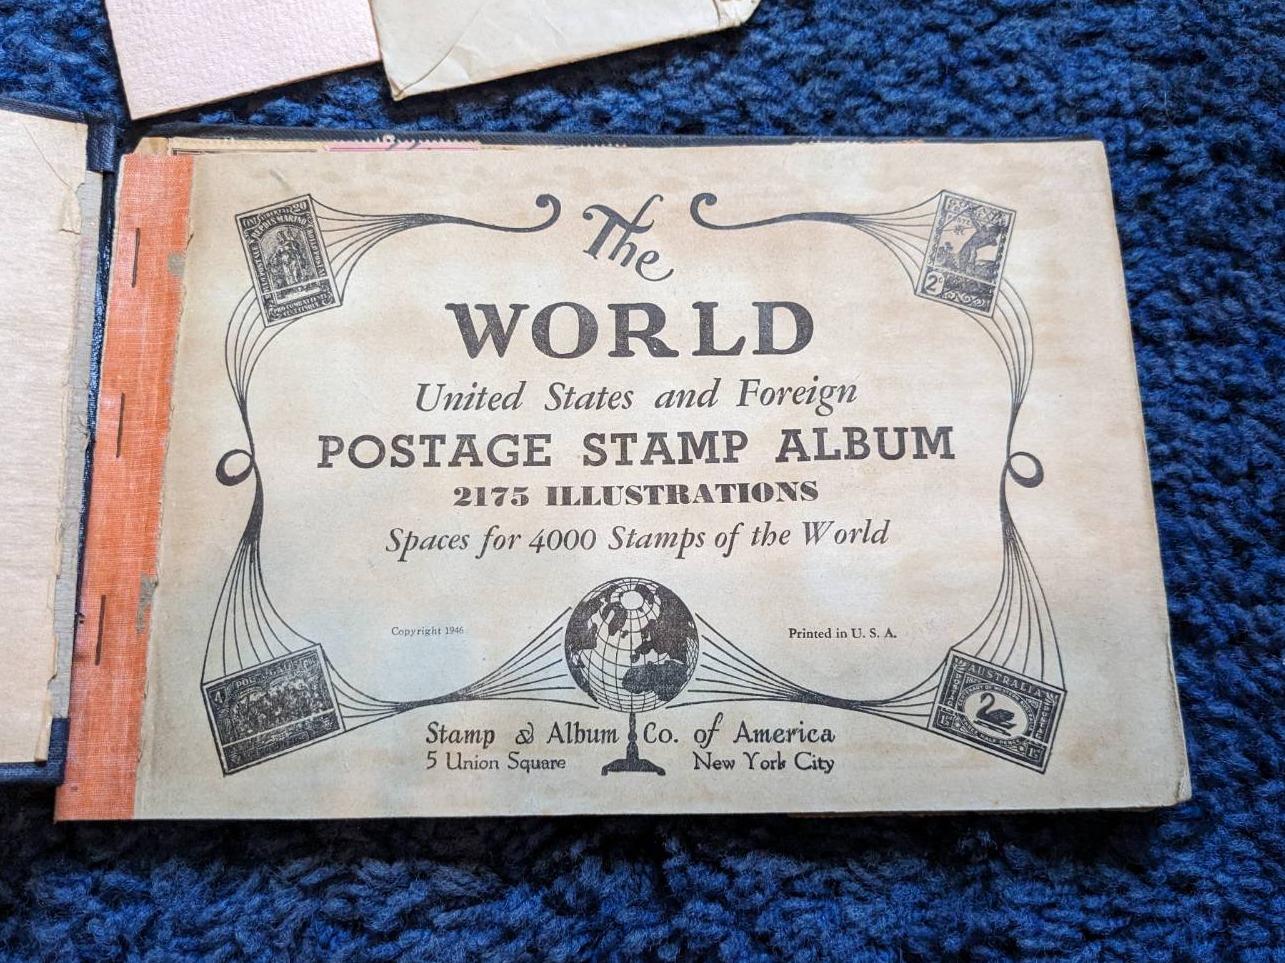 The
WORLD
United States and Foreign
POSTAGE STAMP ALBUM
2175 ILLUSTRATIONS
Spaces for 4000 Stamps of the World
Copyright 1946
Printed in U. S. A.
Stamp & Album Co. of America
5 Union Square New York City
2
AUSTRALIA